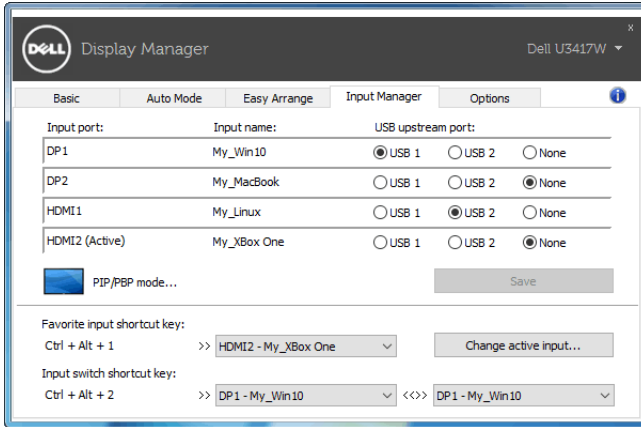 DELL Display Manager Dell U3417W x
Basic Auto Mode Easy Arrange Input Manager Options i
Input port: Input name: USB upstream port:
DP1 My_Win10 USB 1 USB 2 None
DP2 My_MacBook USB 1 USB 2 None
HDMI1 My_Linux USB 1 USB 2 None
HDMI2 (Active) My_XBox One USB 1 USB 2 None
PIP/PBP mode... Save
Favorite input shortcut key:
Ctrl + Alt + 1 >> HDMI2 - My_XBox One Change active input...
Input switch shortcut key:
Ctrl + Alt + 2 >> DP1 - My_Win10 <<>> DP1 - My_Win10